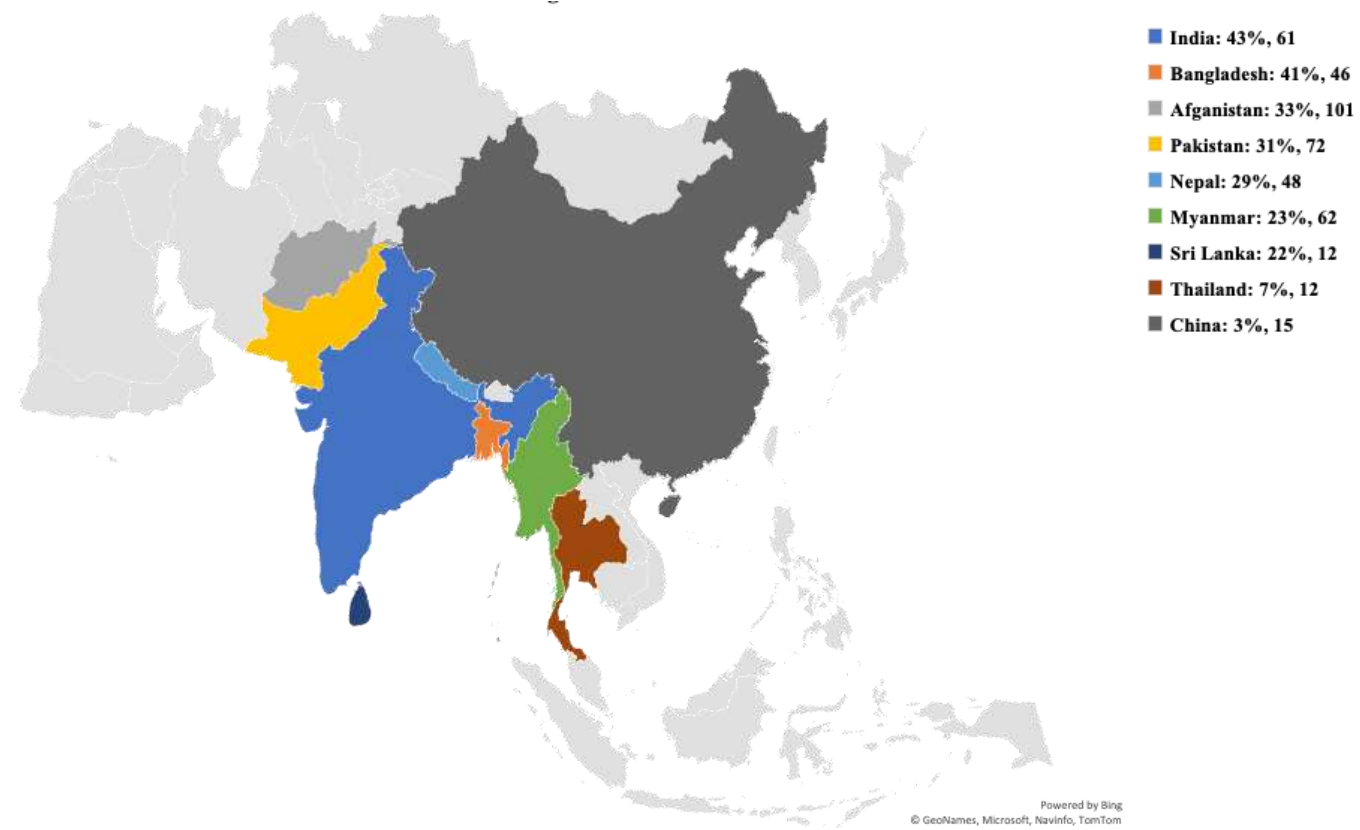 India: 43%, 61
Bangladesh: 41%, 46
Afganistan: 33%, 101
Pakistan: 31%, 72
Nepal: 29%, 48
Myanmar: 23%, 62
Sri Lanka: 22%, 12
Thailand: 7%, 12
China: 3%, 15
Powered by Bing
© GeoNames, Microsoft, Navinfo, TomTom